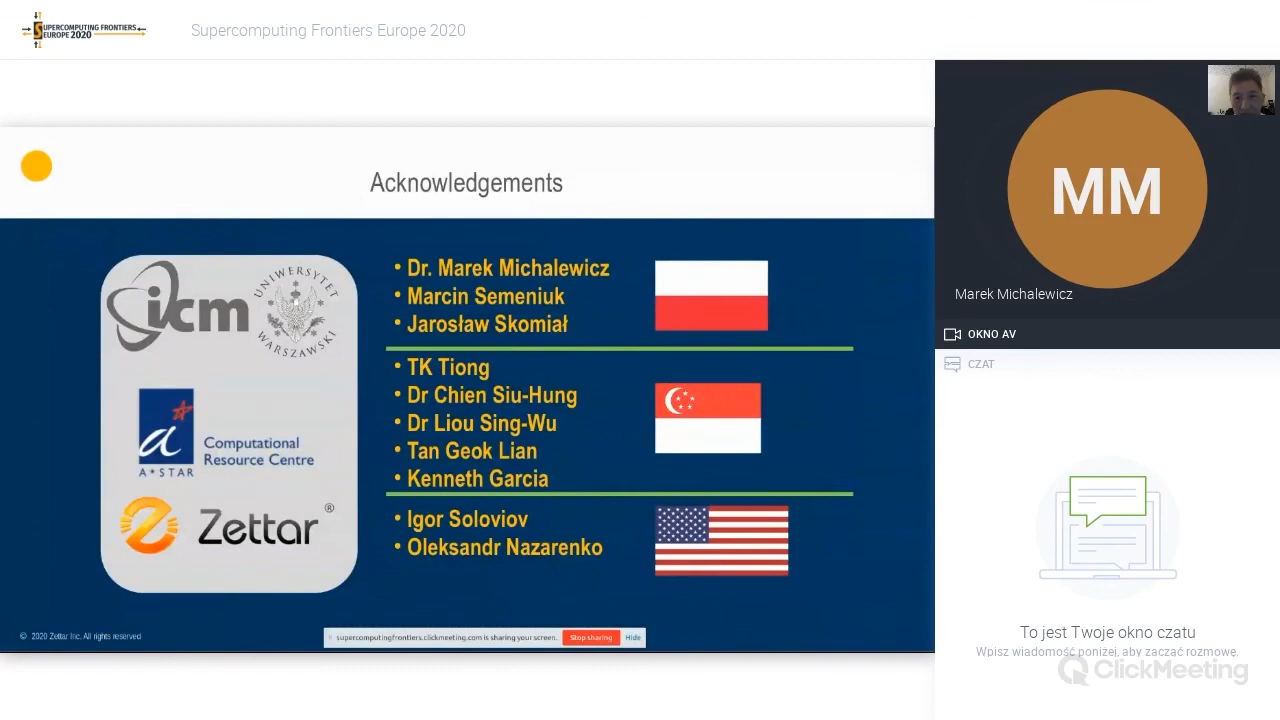 SUPERCOMPUTING FRONTIERS
EUROPE 2020
Supercomputing Frontiers Europe 2020
Acknowledgements
icm
UNIWERSYTET
WARSZAWSKI
• Dr. Marek Michalewicz
• Marcin Semeniuk
• Jarosław Skomiał
• TK Tiong
• Dr Chien Siu-Hung
• Dr Liou Sing-Wu
• Tan Geok Lian
• Kenneth Garcia
a
A*STAR
Computational
Resource Centre
Zettar®
• Igor Soloviov
• Oleksandr Nazarenko
© 2020 Zettar Inc. All rights reserved
supercomputingfrontiers.clickmeeting.com is sharing your screen. Stop sharing Hide
MM
Marek Michalewicz
OKNO AV
CZAT
To jest Twoje okno czatu
Wpisz wiadomość poniżej, aby zacząć rozmowę.
ClickMeeting